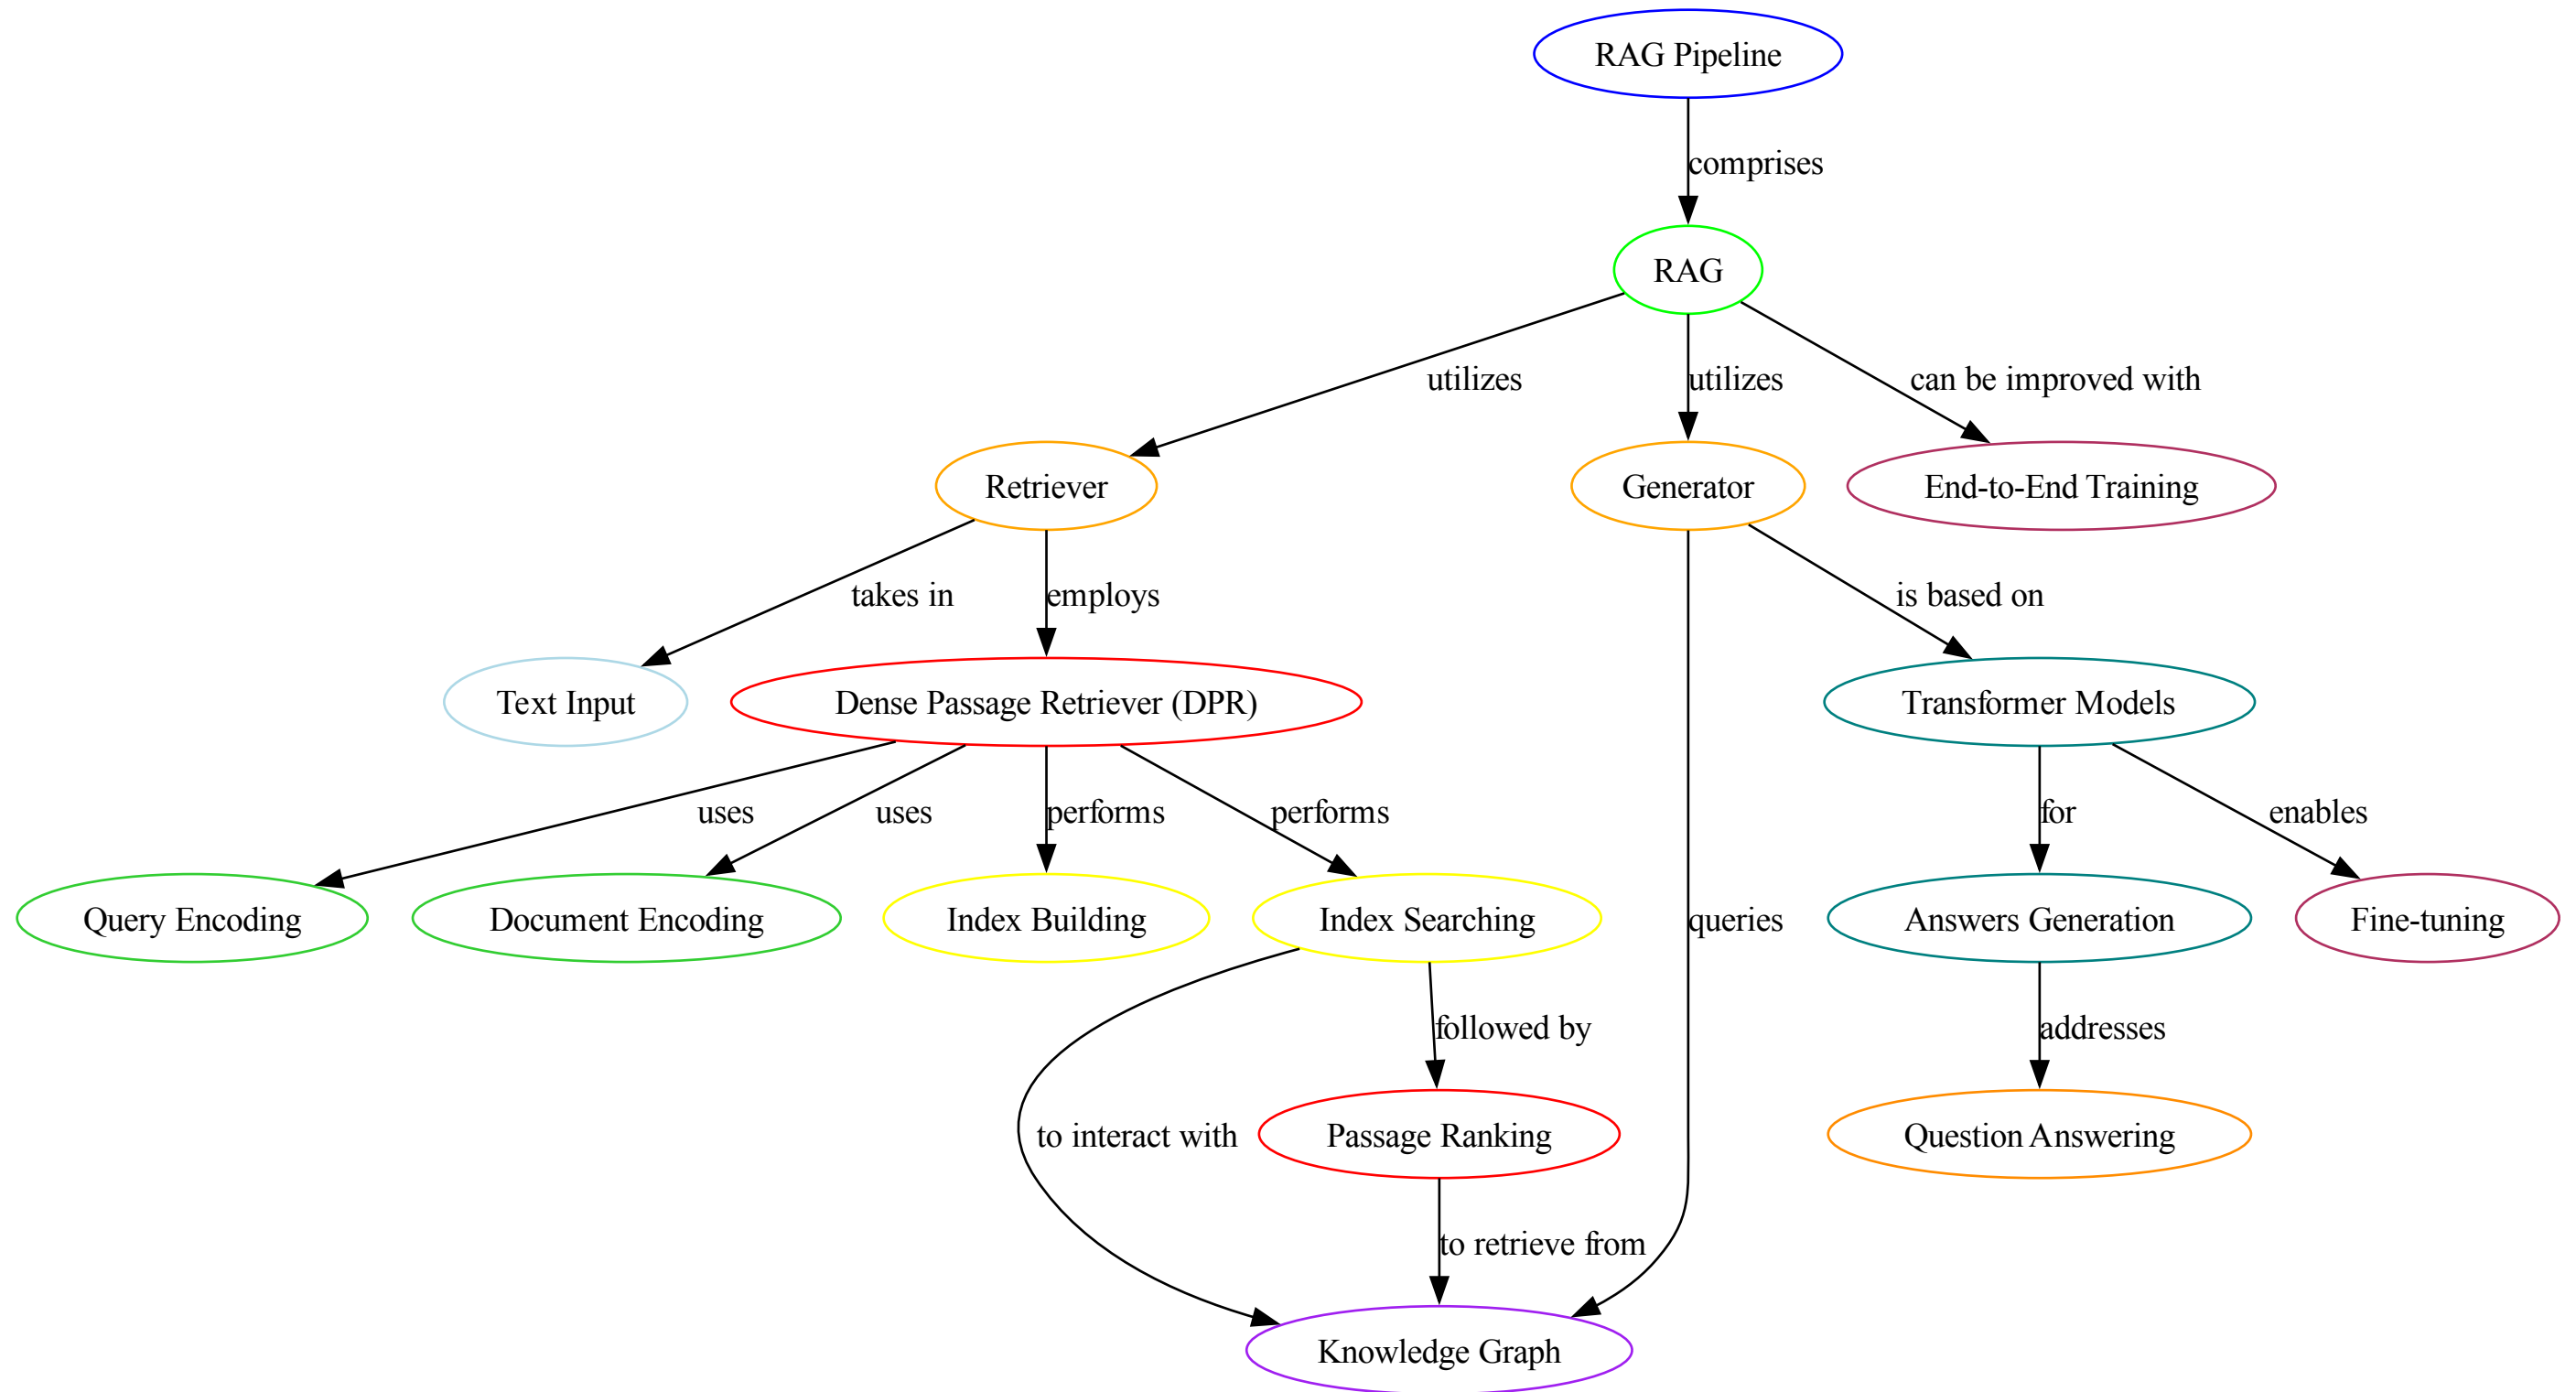 RAG Pipeline
comprises
RAG
utilizes
utilizes
can be improved with
Retriever
Generator
End-to-End Training
takes in
employs
is based on
Text Input
Dense Passage Retriever (DPR)
Transformer Models
uses
uses
performs
performs
for
enables
Query Encoding
Document Encoding
Index Building
Index Searching
queries
Answers Generation
Fine-tuning
followed by
addresses
to interact with
Passage Ranking
Question Answering
to retrieve from
Knowledge Graph